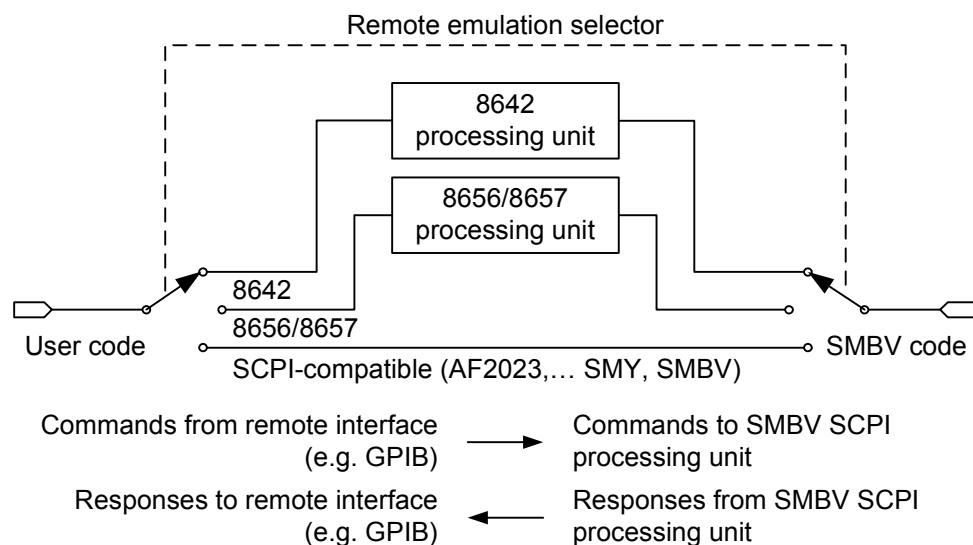 Remote emulation selector
8642
processing unit
8656/8657
processing unit
8642
8656/8657
User code
SMBV code
SCPI-compatible (AF2023,… SMY, SMBV)
Commands from remote interface
(e.g. GPIB)
Commands to SMBV SCPI
processing unit
Responses to remote interface
(e.g. GPIB)
Responses from SMBV SCPI
processing unit